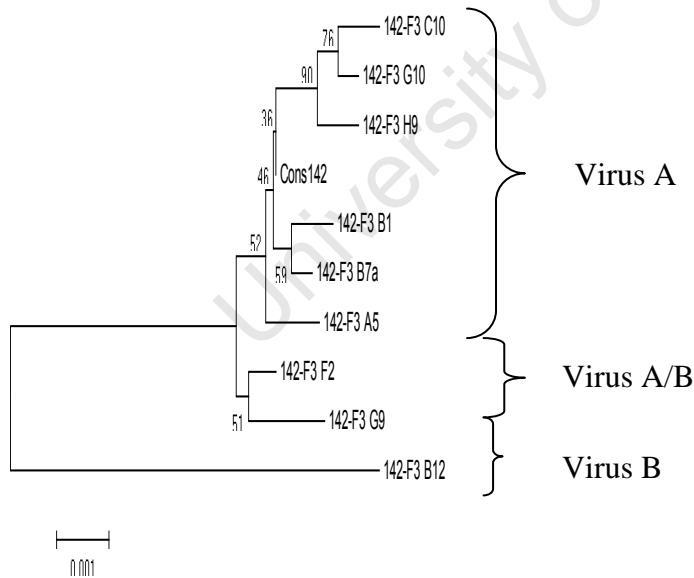 76
142-F3 C10
90
142-F3 G10
142-F3 H9
36
Cons142
46
142-F3 B1
59
142-F3 B7a
52
142-F3 A5
142-F3 F2
51
142-F3 G9
142-F3 B12
Virus A
Virus A/B
Virus B
0.001
University o